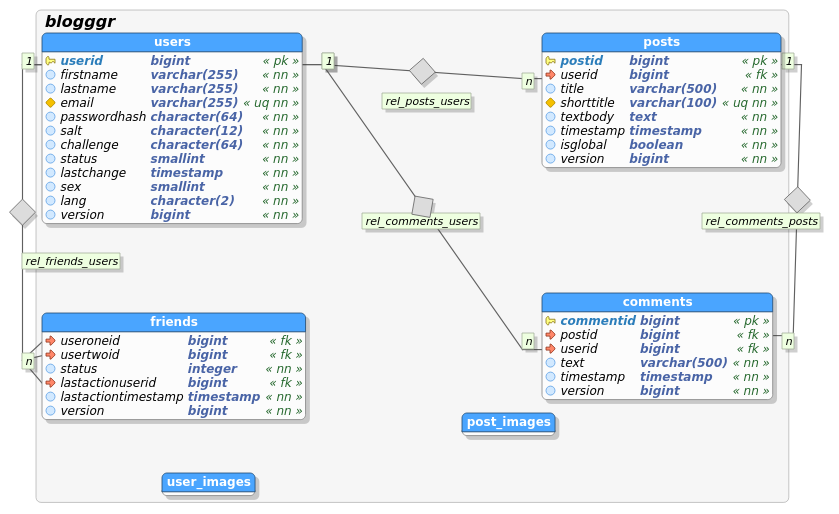 blogggr
users
userid bigint « pk »
firstname varchar(255) « nn »
lastname varchar(255) « nn »
email varchar(255) « uq nn »
passwordhash character(64) « nn »
salt character(12) « nn »
challenge character(64) « nn »
status smallint « nn »
lastchange timestamp « nn »
sex smallint « nn »
lang character(2) « nn »
version bigint « nn »
1
1
rel_posts_users
n
posts
postid bigint « pk »
userid bigint « fk »
title varchar(500) « nn »
shorttitle varchar(100) « uq nn »
textbody text « nn »
timestamp timestamp « nn »
isglobal boolean « nn »
version bigint « nn »
1
rel_comments_users
rel_comments_posts
rel_friends_users
friends
useroneid bigint « fk »
usertwoid bigint « fk »
status integer « nn »
lastactionuserid bigint « fk »
lastactiontimestamp timestamp « nn »
version bigint « nn »
n
comments
commentid bigint « pk »
postid bigint « fk »
userid bigint « fk »
text varchar(500) « nn »
timestamp timestamp « nn »
version bigint « nn »
n
n
post_images
user_images